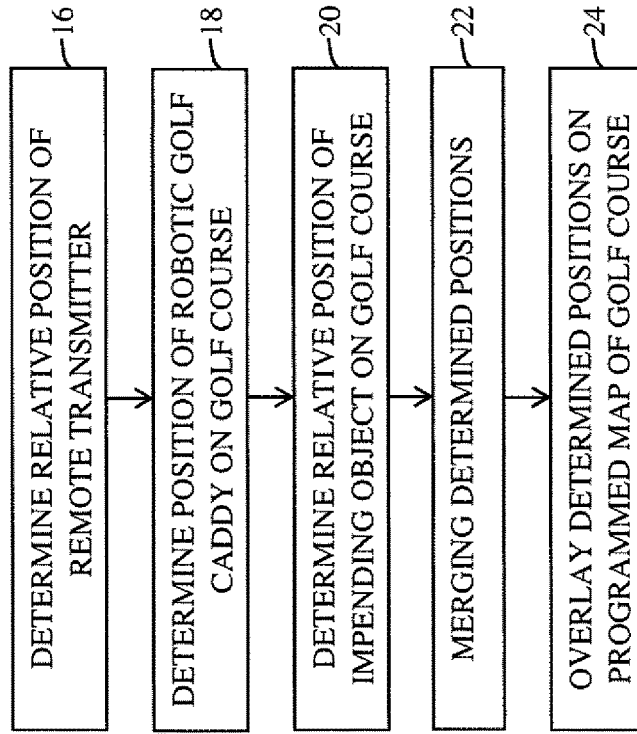 16
DETERMINE RELATIVE POSITION OF
REMOTE TRANSMITTER
18
DETERMINE POSITION OF ROBOTIC GOLF
CADDY ON GOLF COURSE
20
DETERMINE RELATIVE POSITION OF
IMPENDING OBJECT ON GOLF COURSE
22
MERGING DETERMINED POSITIONS
24
OVERLAY DETERMINED POSITIONS ON
PROGRAMMED MAP OF GOLF COURSE